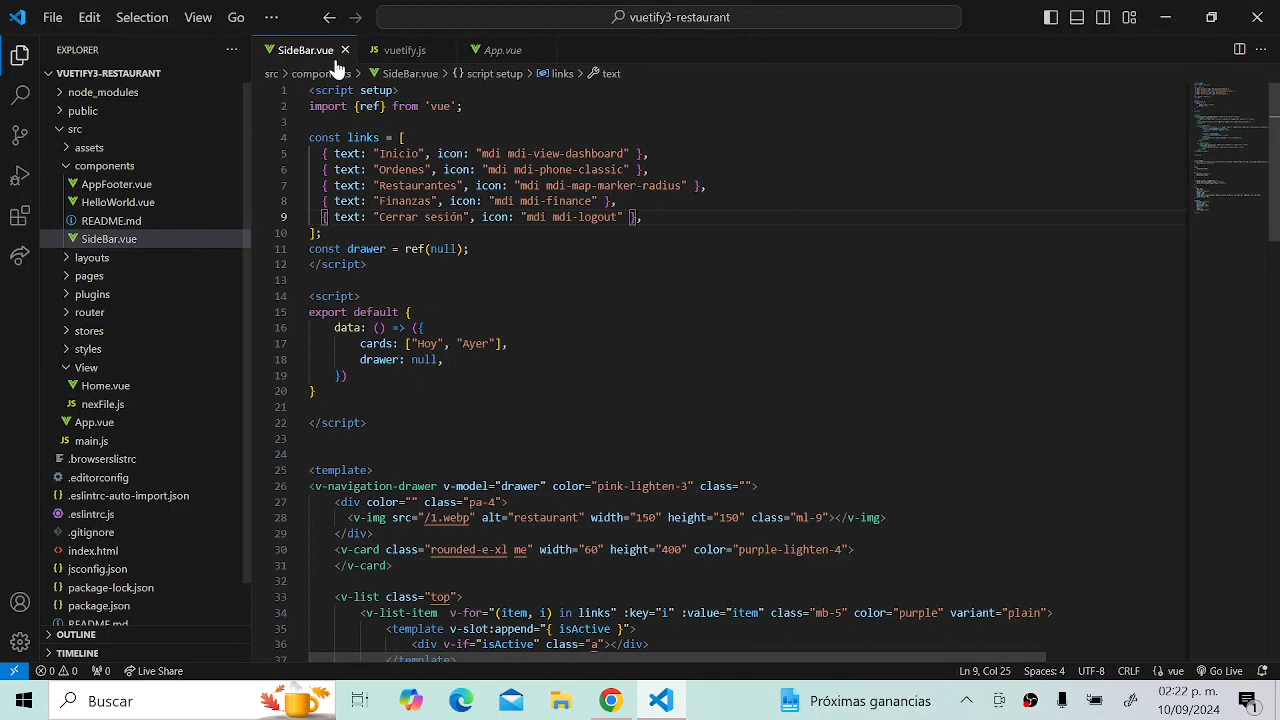 File Edit Selection View Go ··· vuetify3-restaurant
EXPLORER ···
VUETIFY3-RESTAURANT
node_modules
public
src
assets
components
AppFooter.vue
HelloWorld.vue
README.md
SideBar.vue
layouts
pages
plugins
router
stores
styles
View
Home.vue
nexFile.js
App.vue
main.js
.browserslistrc
.editorconfig
.eslintrc-auto-import.json
.eslintrc.js
.gitignore
index.html
jsconfig.json
package-lock.json
package.json
README.md
OUTLINE
TIMELINE
SideBar.vue JS vuetify.js App.vue
src > components > SideBar.vue > {} script setup > links > text
1 <script setup>
2 import {ref} from 'vue';
3
4 const links = [
5 { text: "Inicio", icon: "mdi mdi-view-dashboard" },
6 { text: "Ordenes", icon: "mdi mdi-phone-classic" },
7 { text: "Restaurantes", icon: "mdi mdi-map-marker-radius" },
8 { text: "Finanzas", icon: "mdi mdi-finance" },
9 { text: "Cerrar sesión", icon: "mdi mdi-logout" },
10 ];
11 const drawer = ref(null);
12 </script>
13
14 <script>
15 export default {
16 data: () => ({
17 cards: ["Hoy", "Ayer"],
18 drawer: null,
19 })
20 }
21
22 </script>
23
24
25 <template>
26 <v-navigation-drawer v-model="drawer" color="pink-lighten-3" class="">
27 <div color="" class="pa-4">
28 <v-img src="/1.webp" alt="restaurant" width="150" height="150" class="ml-9"></v-img>
29 </div>
30 <v-card class="rounded-e-xl me" width="60" height="400" color="purple-lighten-4">
31 </v-card>
32
33 <v-list class="top">
34 <v-list-item v-for="(item, i) in links" :key="i" :value="item" class="mb-5" color="purple" variant="plain">
35 <template v-slot:append="{ isActive }">
36 <div v-if="isActive" class="a"></div>
37 </template>
0 0 0 Live Share Ln 9, Col 25 Spaces: 4 UTF-8 CRLF {} vue Go Live
Buscar Próximas ganancias 02:22 p. m.
10/09/2024 1